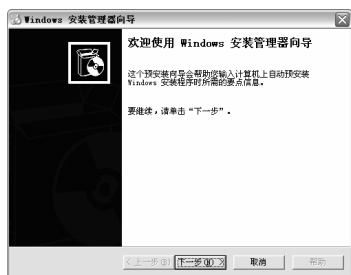 Windows 安装管理器向导
欢迎使用 Windows 安装管理器向导
这个预安装向导会帮助您输入计算机上自动预安装
Windows 安装程序时所需的要点信息。
要继续，请单击“下一步”。
< 上一步(B) 下一步(N) > 取消 帮助